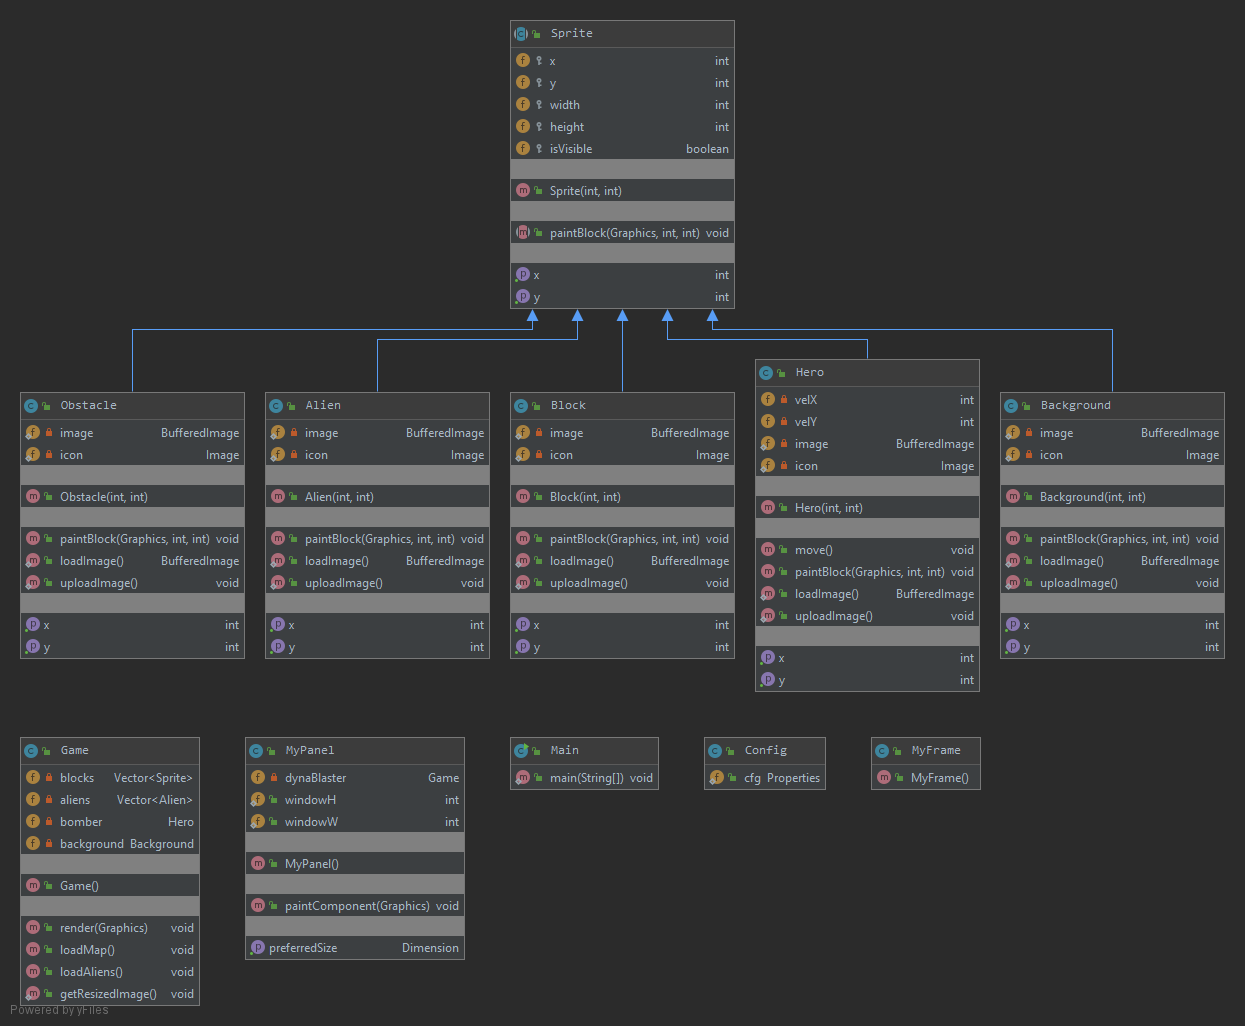 Sprite
x int
y int
width int
height int
isVisible boolean
Sprite(int, int)
paintBlock(Graphics, int, int) void
x int
y int
Obstacle
image BufferedImage
icon Image
Obstacle(int, int)
paintBlock(Graphics, int, int) void
loadImage() BufferedImage
uploadImage() void
x int
y int
Alien
image BufferedImage
icon Image
Alien(int, int)
paintBlock(Graphics, int, int) void
loadImage() BufferedImage
uploadImage() void
x int
y int
Block
image BufferedImage
icon Image
Block(int, int)
paintBlock(Graphics, int, int) void
loadImage() BufferedImage
uploadImage() void
x int
y int
Hero
velX int
velY int
image BufferedImage
icon Image
Hero(int, int)
move() void
paintBlock(Graphics, int, int) void
loadImage() BufferedImage
uploadImage() void
x int
y int
Background
image BufferedImage
icon Image
Background(int, int)
paintBlock(Graphics, int, int) void
loadImage() BufferedImage
uploadImage() void
x int
y int
Game
blocks Vector<Sprite>
aliens Vector<Alien>
bomber Hero
background Background
Game()
render(Graphics) void
loadMap() void
loadAliens() void
getResizedImage() void
MyPanel
dynaBlaster Game
windowH int
windowW int
MyPanel()
paintComponent(Graphics) void
preferredSize Dimension
Main
main(String[]) void
Config
cfg Properties
MyFrame
MyFrame()
Powered by yFiles